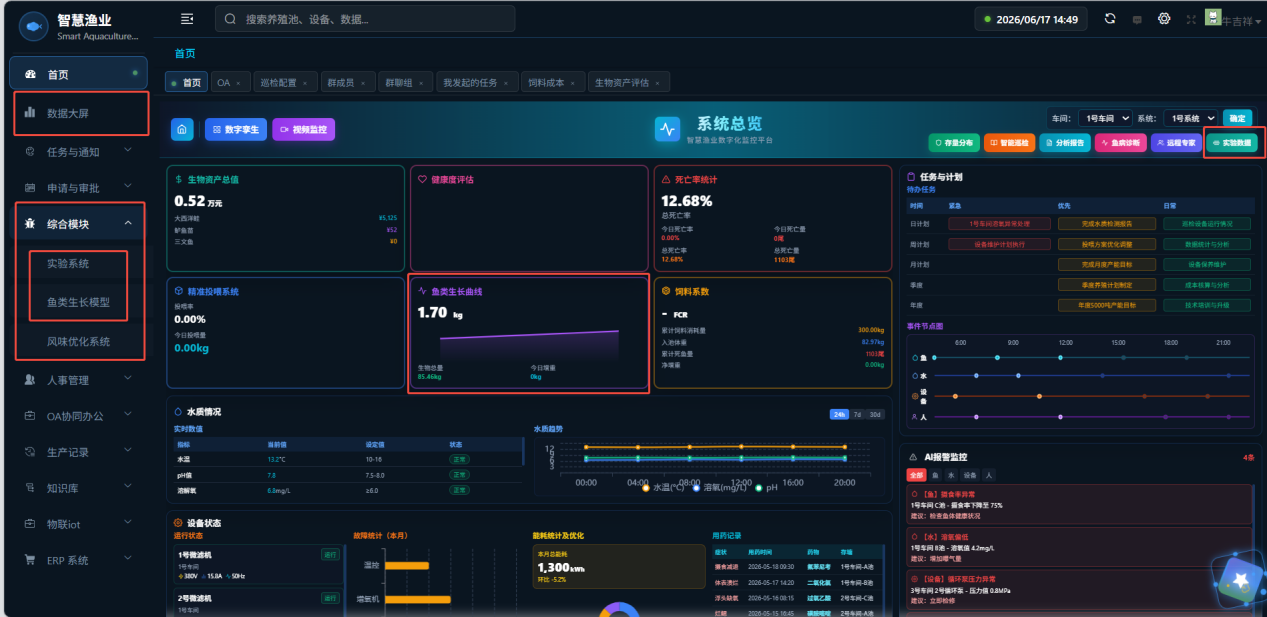 智慧渔业
Smart Aquaculture...
搜索养殖池、设备、数据...
2026/06/17 14:49
牛吉祥
首页
数据大屏
任务与通知
申请与审批
综合模块
实验系统
鱼类生长模型
风味优化系统
人事管理
OA协同办公
生产记录
知识库
物联iot
ERP 系统
首页
首页 OA × 巡检配置 × 群成员 × 群聊组 × 我发起的任务 × 饲料成本 × 生物资产评估 ×
数字孪生 视频监控
系统总览
智慧渔业数字化监控平台
车间: 1号车间 系统: 1号系统 确定
存量分布 智能巡检 分析报告 鱼病诊断 远程专家 实验数据
生物资产总值
0.52 万元
大西洋鲑 ¥5,125
鲈鱼苗 ¥52
三文鱼 ¥0
健康度评估
死亡率统计
12.68%
总死亡率
今日死亡率 今日死亡量
0.00% 0尾
总死亡率 总死亡量
12.68% 1103尾
精准投喂系统
投喂率
0.00%
今日投喂量
0.00kg
鱼类生长曲线
1.70 kg
生物总量 今日增重
85.46kg 0kg
饲料系数
- FCR
累计饲料消耗量 300.00kg
入池体重 82.97kg
累计死鱼量 1103尾
净增重 0.00kg
水质情况
实时数值
指标 当前值 设定值 状态
水温 13.2℃ 10-16 正常
pH值 7.8 7.5-8.0 正常
溶解氧 6.8mg/L ≥6.0 正常
24h 7d 30d
水质趋势
12
9
6
3
00:00 04:00 08:00 12:00 16:00 20:00
水温(℃) 溶氧(mg/L) pH
设备状态
运行状态
1号微滤机 运行
1号车间
380V 15.8A 50Hz
2号微滤机 运行
1号车间
故障统计（本月）
温控
增氧机
能耗统计及优化
本月总能耗
1,300kWh
环比 -5.2%
用药记录
症状 用药时间 药物 存塘
摄食减退 2026-05-18 09:30 氟苯尼考 1号车间-A池
体表溃烂 2026-05-17 14:20 二氧化氯 1号车间-B池
浮头缺氧 2026-05-16 08:15 过氧乙酸 2号车间-C池
烂鳃 2026-05-15 16:45 2号车间-A池
任务与计划
待办任务
时间 紧急 优先 日常
日计划 1号车间溶氧异常处理 完成水质检测报告 巡检设备运行情况
周计划 设备维护计划执行 投喂方案优化调整 数据统计与分析
月计划 完成月度产能目标 设备保养维护
季度 季度养殖计划制定 成本核算与分析
年度 年度5000吨产能目标 技术培训与升级
事件节点图
6:00 9:00 12:00 15:00 18:00 21:00
鱼
水
设备
人
AI报警监控 4条
全部 鱼 水 设备 人
【鱼】摄食率异常
1号车间 C池 - 摄食率下降至 75%
建议：检查鱼体健康状况
【水】溶氧偏低
1号车间 B池 - 溶氧值 4.2mg/L
建议：增加曝气量
【设备】循环泵压力异常
3号车间 2号循环泵 - 压力值 0.8MPa
建议：立即检修